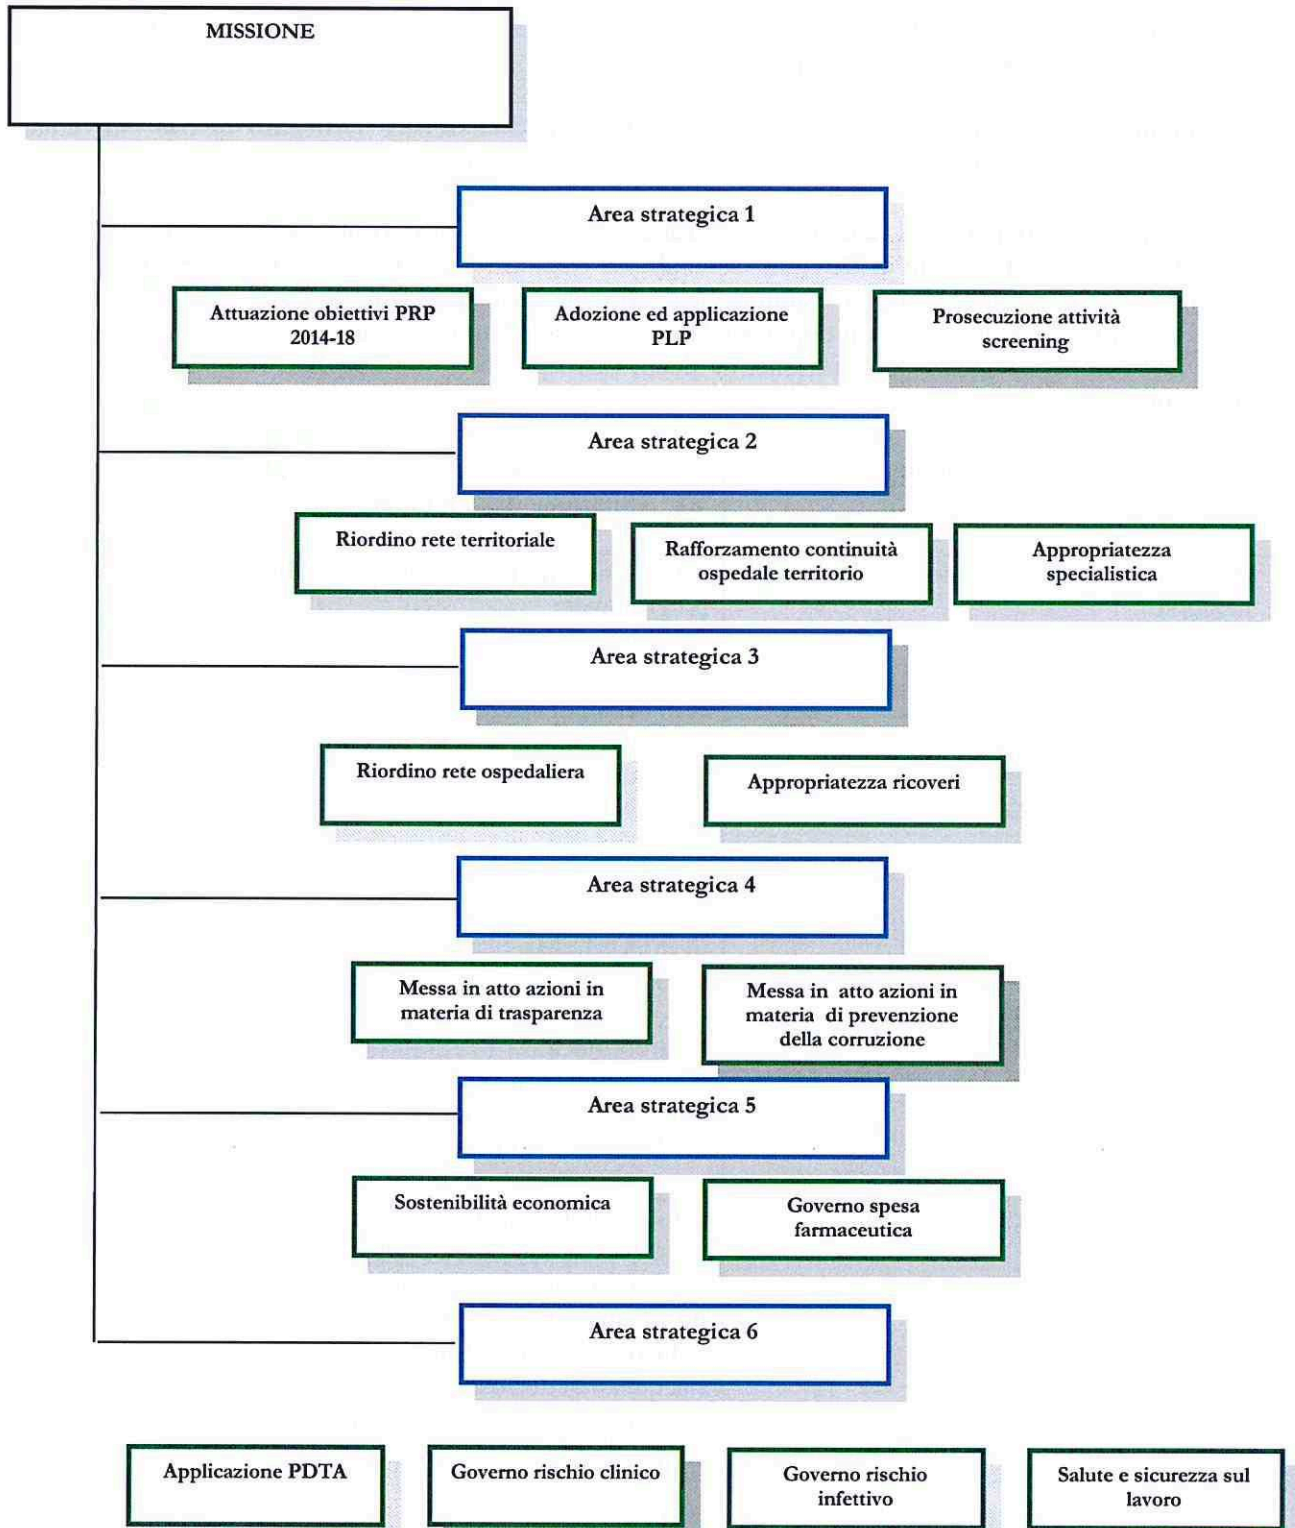 MISSIONE
Area strategica 1
Attuazione obiettivi PRP
2014-18
Adozione ed applicazione
PLP
Prosecuzione attività
screening
Area strategica 2
Riordino rete territoriale
Rafforzamento continuità
ospedale territorio
Appropriatezza
specialistica
Area strategica 3
Riordino rete ospedaliera
Appropriatezza ricoveri
Area strategica 4
Messa in atto azioni in
materia di trasparenza
Messa in atto azioni in
materia di prevenzione
della corruzione
Area strategica 5
Sostenibilità economica
Governo spesa
farmaceutica
Area strategica 6
Applicazione PDTA
Governo rischio clinico
Governo rischio
infettivo
Salute e sicurezza sul
lavoro